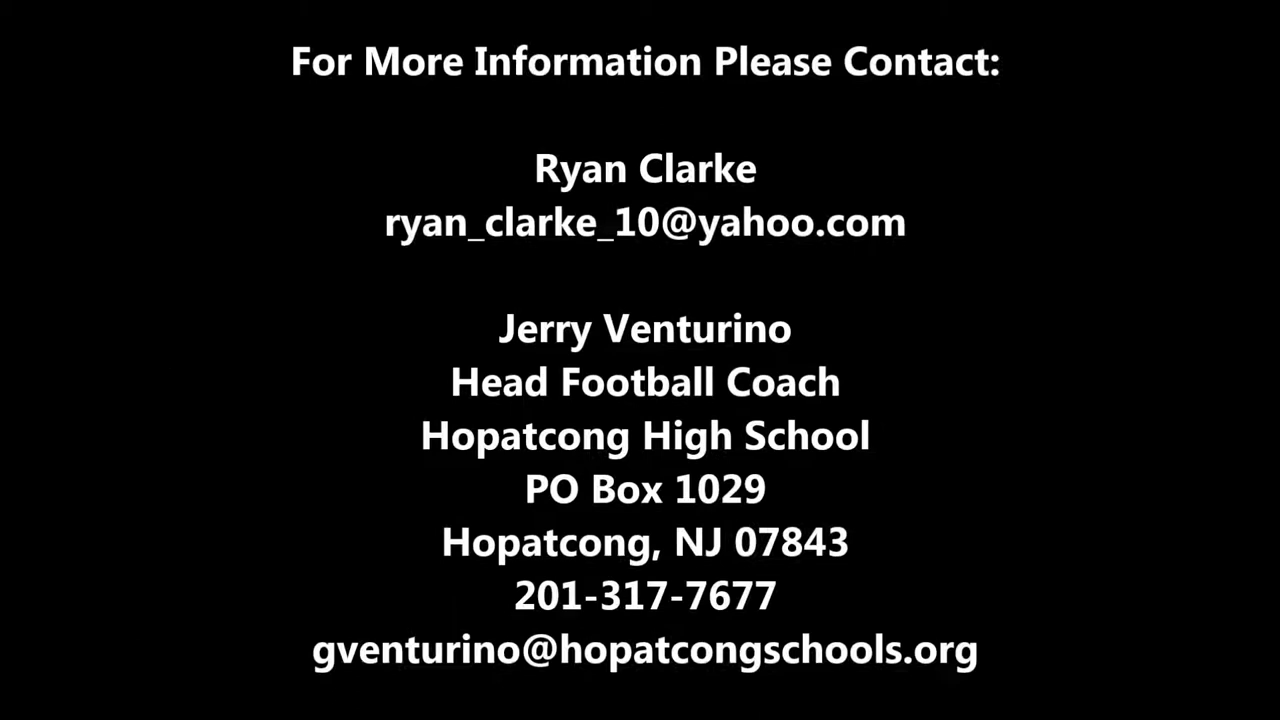 For More Information Please Contact:
Ryan Clarke
ryan_clarke_10@yahoo.com
Jerry Venturino
Head Football Coach
Hopatcong High School
PO Box 1029
Hopatcong, NJ 07843
201-317-7677
gventurino@hopatcongschools.org